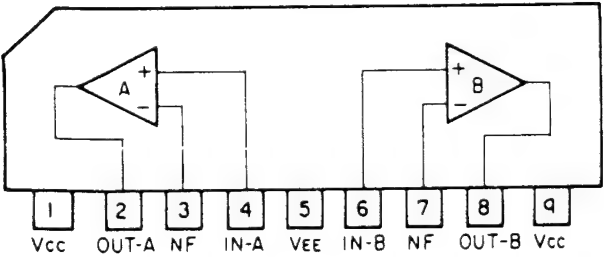 + +
A B
− −
1 2 3 4 5 6 7 8 9
Vcc OUT-A NF IN-A VEE IN-B NF OUT-B Vcc